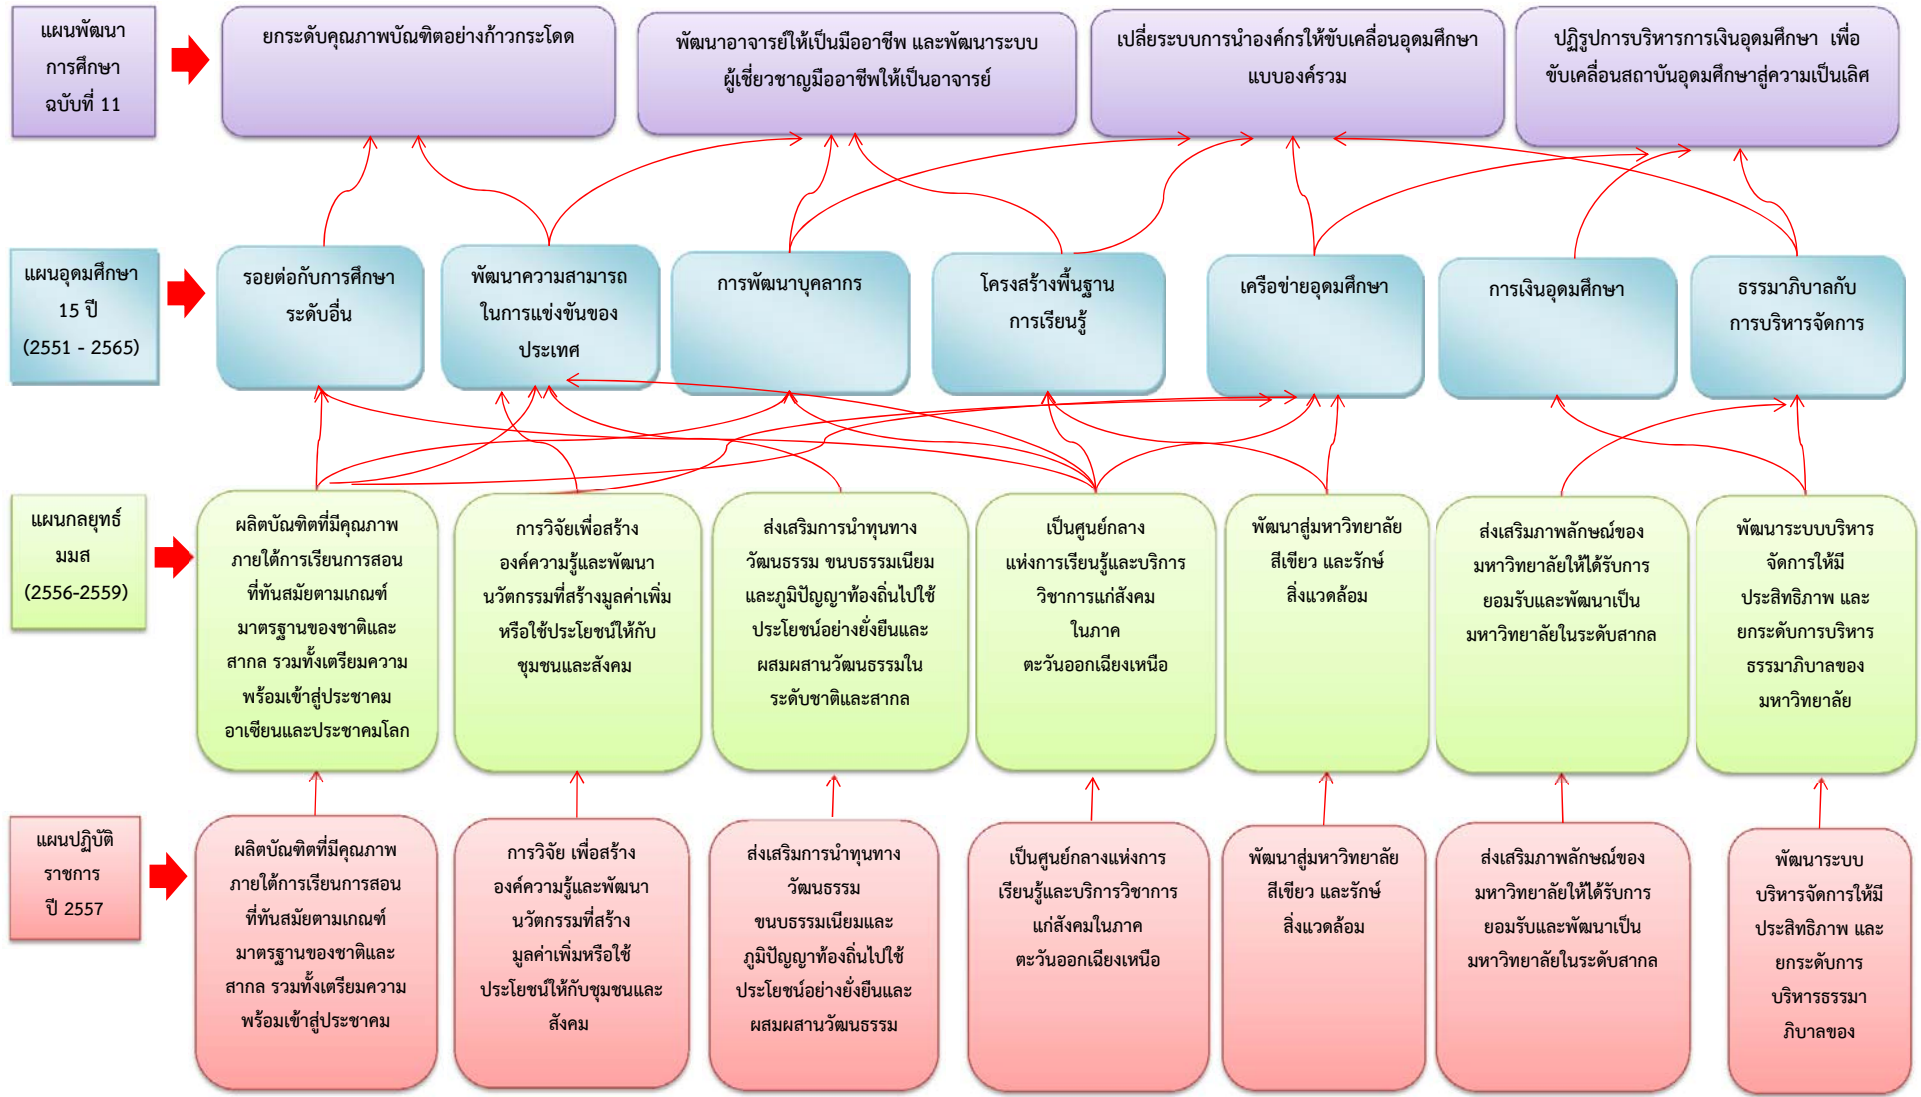 แผนพัฒนา
การศึกษา
ฉบับที่ 11
ยกระดับคุณภาพบัณฑิตอย่างก้าวกระโดด
พัฒนาอาจารย์ให้เป็นมืออาชีพ และพัฒนาระบบ
ผู้เชี่ยวชาญมืออาชีพให้เป็นอาจารย์
เปลี่ยระบบการนำองค์กรให้ขับเคลื่อนอุดมศึกษา
แบบองค์รวม
ปฏิรูปการบริหารการเงินอุดมศึกษา เพื่อ
ขับเคลื่อนสถาบันอุดมศึกษาสู่ความเป็นเลิศ
แผนอุดมศึกษา
15 ปี
(2551 - 2565)
รอยต่อกับการศึกษา
ระดับอื่น
พัฒนาความสามารถ
ในการแข่งขันของ
ประเทศ
การพัฒนาบุคลากร
โครงสร้างพื้นฐาน
การเรียนรู้
เครือข่ายอุดมศึกษา
การเงินอุดมศึกษา
ธรรมาภิบาลกับ
การบริหารจัดการ
แผนกลยุทธ์
มมส
(2556-2559)
ผลิตบัณฑิตที่มีคุณภาพ
ภายใต้การเรียนการสอน
ที่ทันสมัยตามเกณฑ์
มาตรฐานของชาติและ
สากล รวมทั้งเตรียมความ
พร้อมเข้าสู่ประชาคม
อาเซียนและประชาคมโลก
การวิจัยเพื่อสร้าง
องค์ความรู้และพัฒนา
นวัตกรรมที่สร้างมูลค่าเพิ่ม
หรือใช้ประโยชน์ให้กับ
ชุมชนและสังคม
ส่งเสริมการนำทุนทาง
วัฒนธรรม ขนบธรรมเนียม
และภูมิปัญญาท้องถิ่นไปใช้
ประโยชน์อย่างยั่งยืนและ
ผสมผสานวัฒนธรรมใน
ระดับชาติและสากล
เป็นศูนย์กลาง
แห่งการเรียนรู้และบริการ
วิชาการแก่สังคม
ในภาค
ตะวันออกเฉียงเหนือ
พัฒนาสู่มหาวิทยาลัย
สีเขียว และรักษ์
สิ่งแวดล้อม
ส่งเสริมภาพลักษณ์ของ
มหาวิทยาลัยให้ได้รับการ
ยอมรับและพัฒนาเป็น
มหาวิทยาลัยในระดับสากล
พัฒนาระบบบริหาร
จัดการให้มี
ประสิทธิภาพ และ
ยกระดับการบริหาร
ธรรมาภิบาลของ
มหาวิทยาลัย
แผนปฏิบัติ
ราชการ
ปี 2557
ผลิตบัณฑิตที่มีคุณภาพ
ภายใต้การเรียนการสอน
ที่ทันสมัยตามเกณฑ์
มาตรฐานของชาติและ
สากล รวมทั้งเตรียมความ
พร้อมเข้าสู่ประชาคม
การวิจัย เพื่อสร้าง
องค์ความรู้และพัฒนา
นวัตกรรมที่สร้าง
มูลค่าเพิ่มหรือใช้
ประโยชน์ให้กับชุมชนและ
สังคม
ส่งเสริมการนำทุนทาง
วัฒนธรรม
ขนบธรรมเนียมและ
ภูมิปัญญาท้องถิ่นไปใช้
ประโยชน์อย่างยั่งยืนและ
ผสมผสานวัฒนธรรม
เป็นศูนย์กลางแห่งการ
เรียนรู้และบริการวิชาการ
แก่สังคมในภาค
ตะวันออกเฉียงเหนือ
พัฒนาสู่มหาวิทยาลัย
สีเขียว และรักษ์
สิ่งแวดล้อม
ส่งเสริมภาพลักษณ์ของ
มหาวิทยาลัยให้ได้รับการ
ยอมรับและพัฒนาเป็น
มหาวิทยาลัยในระดับสากล
พัฒนาระบบ
บริหารจัดการให้มี
ประสิทธิภาพ และ
ยกระดับการ
บริหารธรรมา
ภิบาลของ